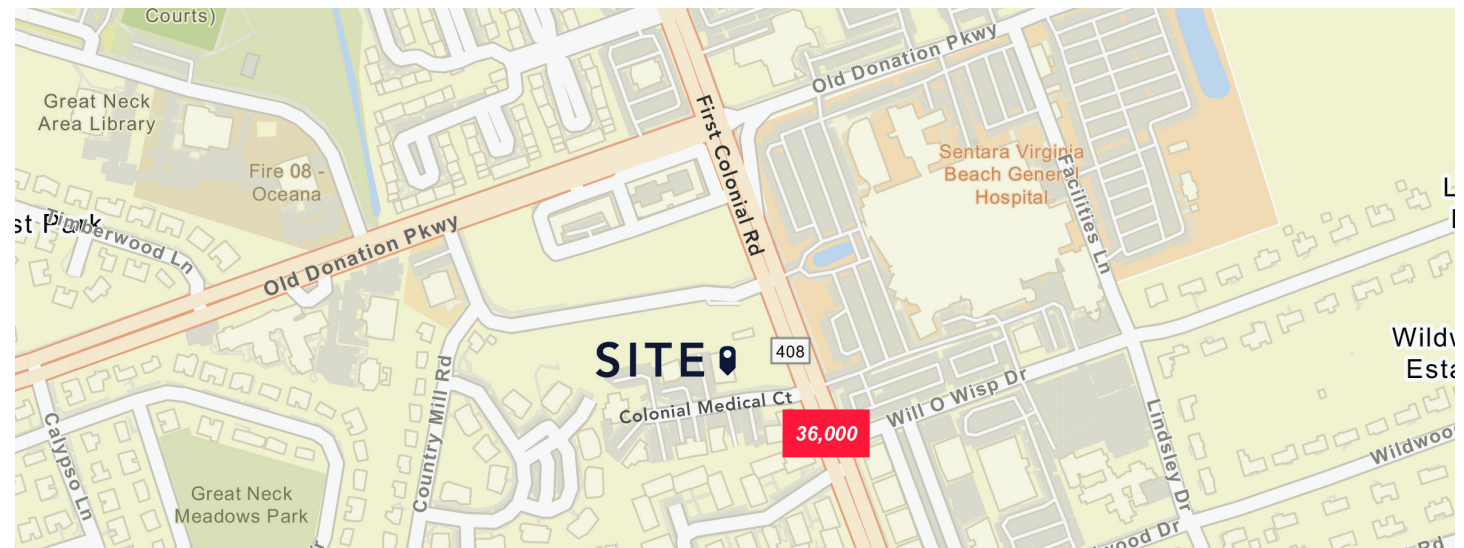 Courts)
Great Neck
Area Library
Fire 08 -
Oceana
st Park
Timberwood Ln
Old Donation Pkwy
First Colonial Rd
Old Donation Pkwy
Sentara Virginia
Beach General
Hospital
Facilities Ln
L
SITE
408
Colonial Medical Ct
36,000
Will O Wisp Dr
Wildw
Esta
Country Mill Rd
Calypso Ln
Great Neck
Meadows Park
Lindsley Dr
Wildwoo
wood Dr
Rd